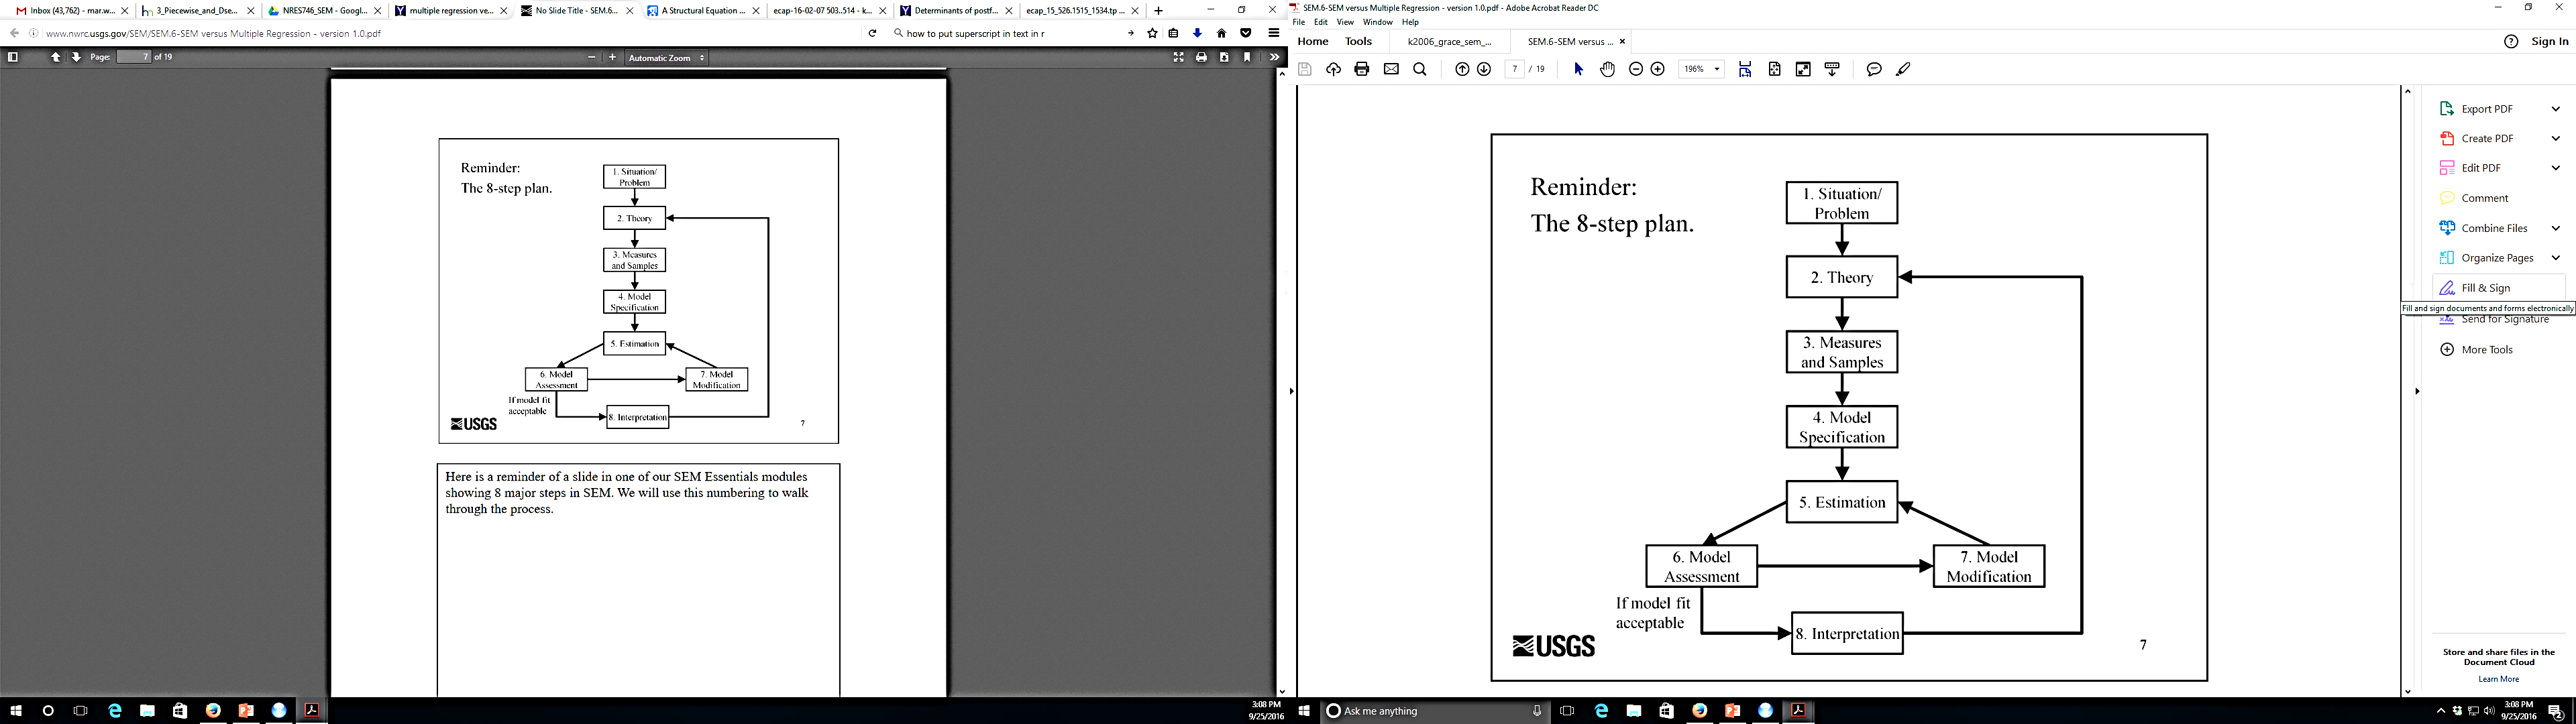 Inbox (43,762) - mar.w...
3_Piecewise_and_Dse...
NRES746_SEM - Googl...
multiple regression ve...
No Slide Title - SEM.6...
A Structural Equation ...
ecap-16-02-07 503..514 - k...
Determinants of postf...
ecap_15_526.1515_1534.tp ...
www.nwrc.usgs.gov/SEM/SEM.6-SEM versus Multiple Regression - version 1.0.pdf
how to put superscript in text in r
Page: 7 of 19
Automatic Zoom
Reminder:
The 8-step plan.
1. Situation/
Problem
2. Theory
3. Measures
and Samples
4. Model
Specification
5. Estimation
6. Model
Assessment
7. Model
Modification
If model fit
acceptable
8. Interpretation
USGS
7
Here is a reminder of a slide in one of our SEM Essentials modules
showing 8 major steps in SEM. We will use this numbering to walk
through the process.
3:08 PM
9/25/2016
SEM.6-SEM versus Multiple Regression - version 1.0.pdf - Adobe Acrobat Reader DC
File Edit View Window Help
Home Tools k2006_grace_sem_... SEM.6-SEM versus ... Sign In
7 / 19
196%
Reminder:
The 8-step plan.
1. Situation/
Problem
2. Theory
3. Measures
and Samples
4. Model
Specification
5. Estimation
6. Model
Assessment
7. Model
Modification
If model fit
acceptable
8. Interpretation
USGS
7
Export PDF
Create PDF
Edit PDF
Comment
Combine Files
Organize Pages
Fill & Sign
Fill and sign documents and forms electronically
Send for Signature
More Tools
Store and share files in the
Document Cloud
Learn More
Ask me anything
3:08 PM
9/25/2016